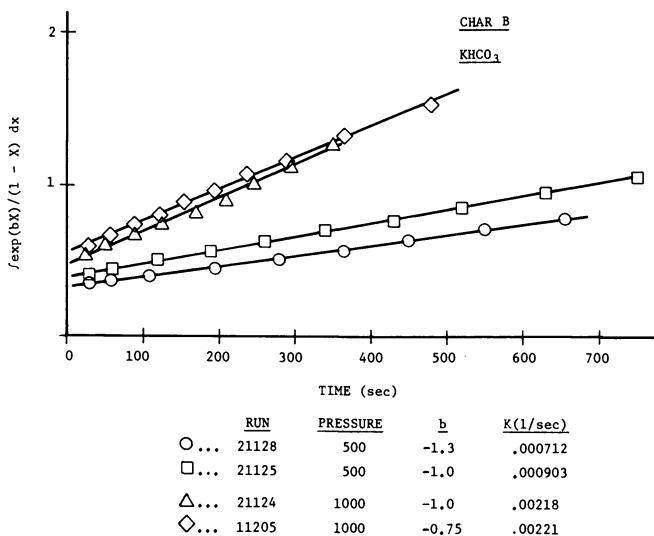 CHAR B
KHCO3
2
1
∫exp(bX)/(1 - X) dx
0 100 200 300 400 500 600 700
TIME (sec)
RUN PRESSURE b K(1/sec)
... 21128 500 -1.3 .000712
... 21125 500 -1.0 .000903
... 21124 1000 -1.0 .00218
... 11205 1000 -0.75 .00221